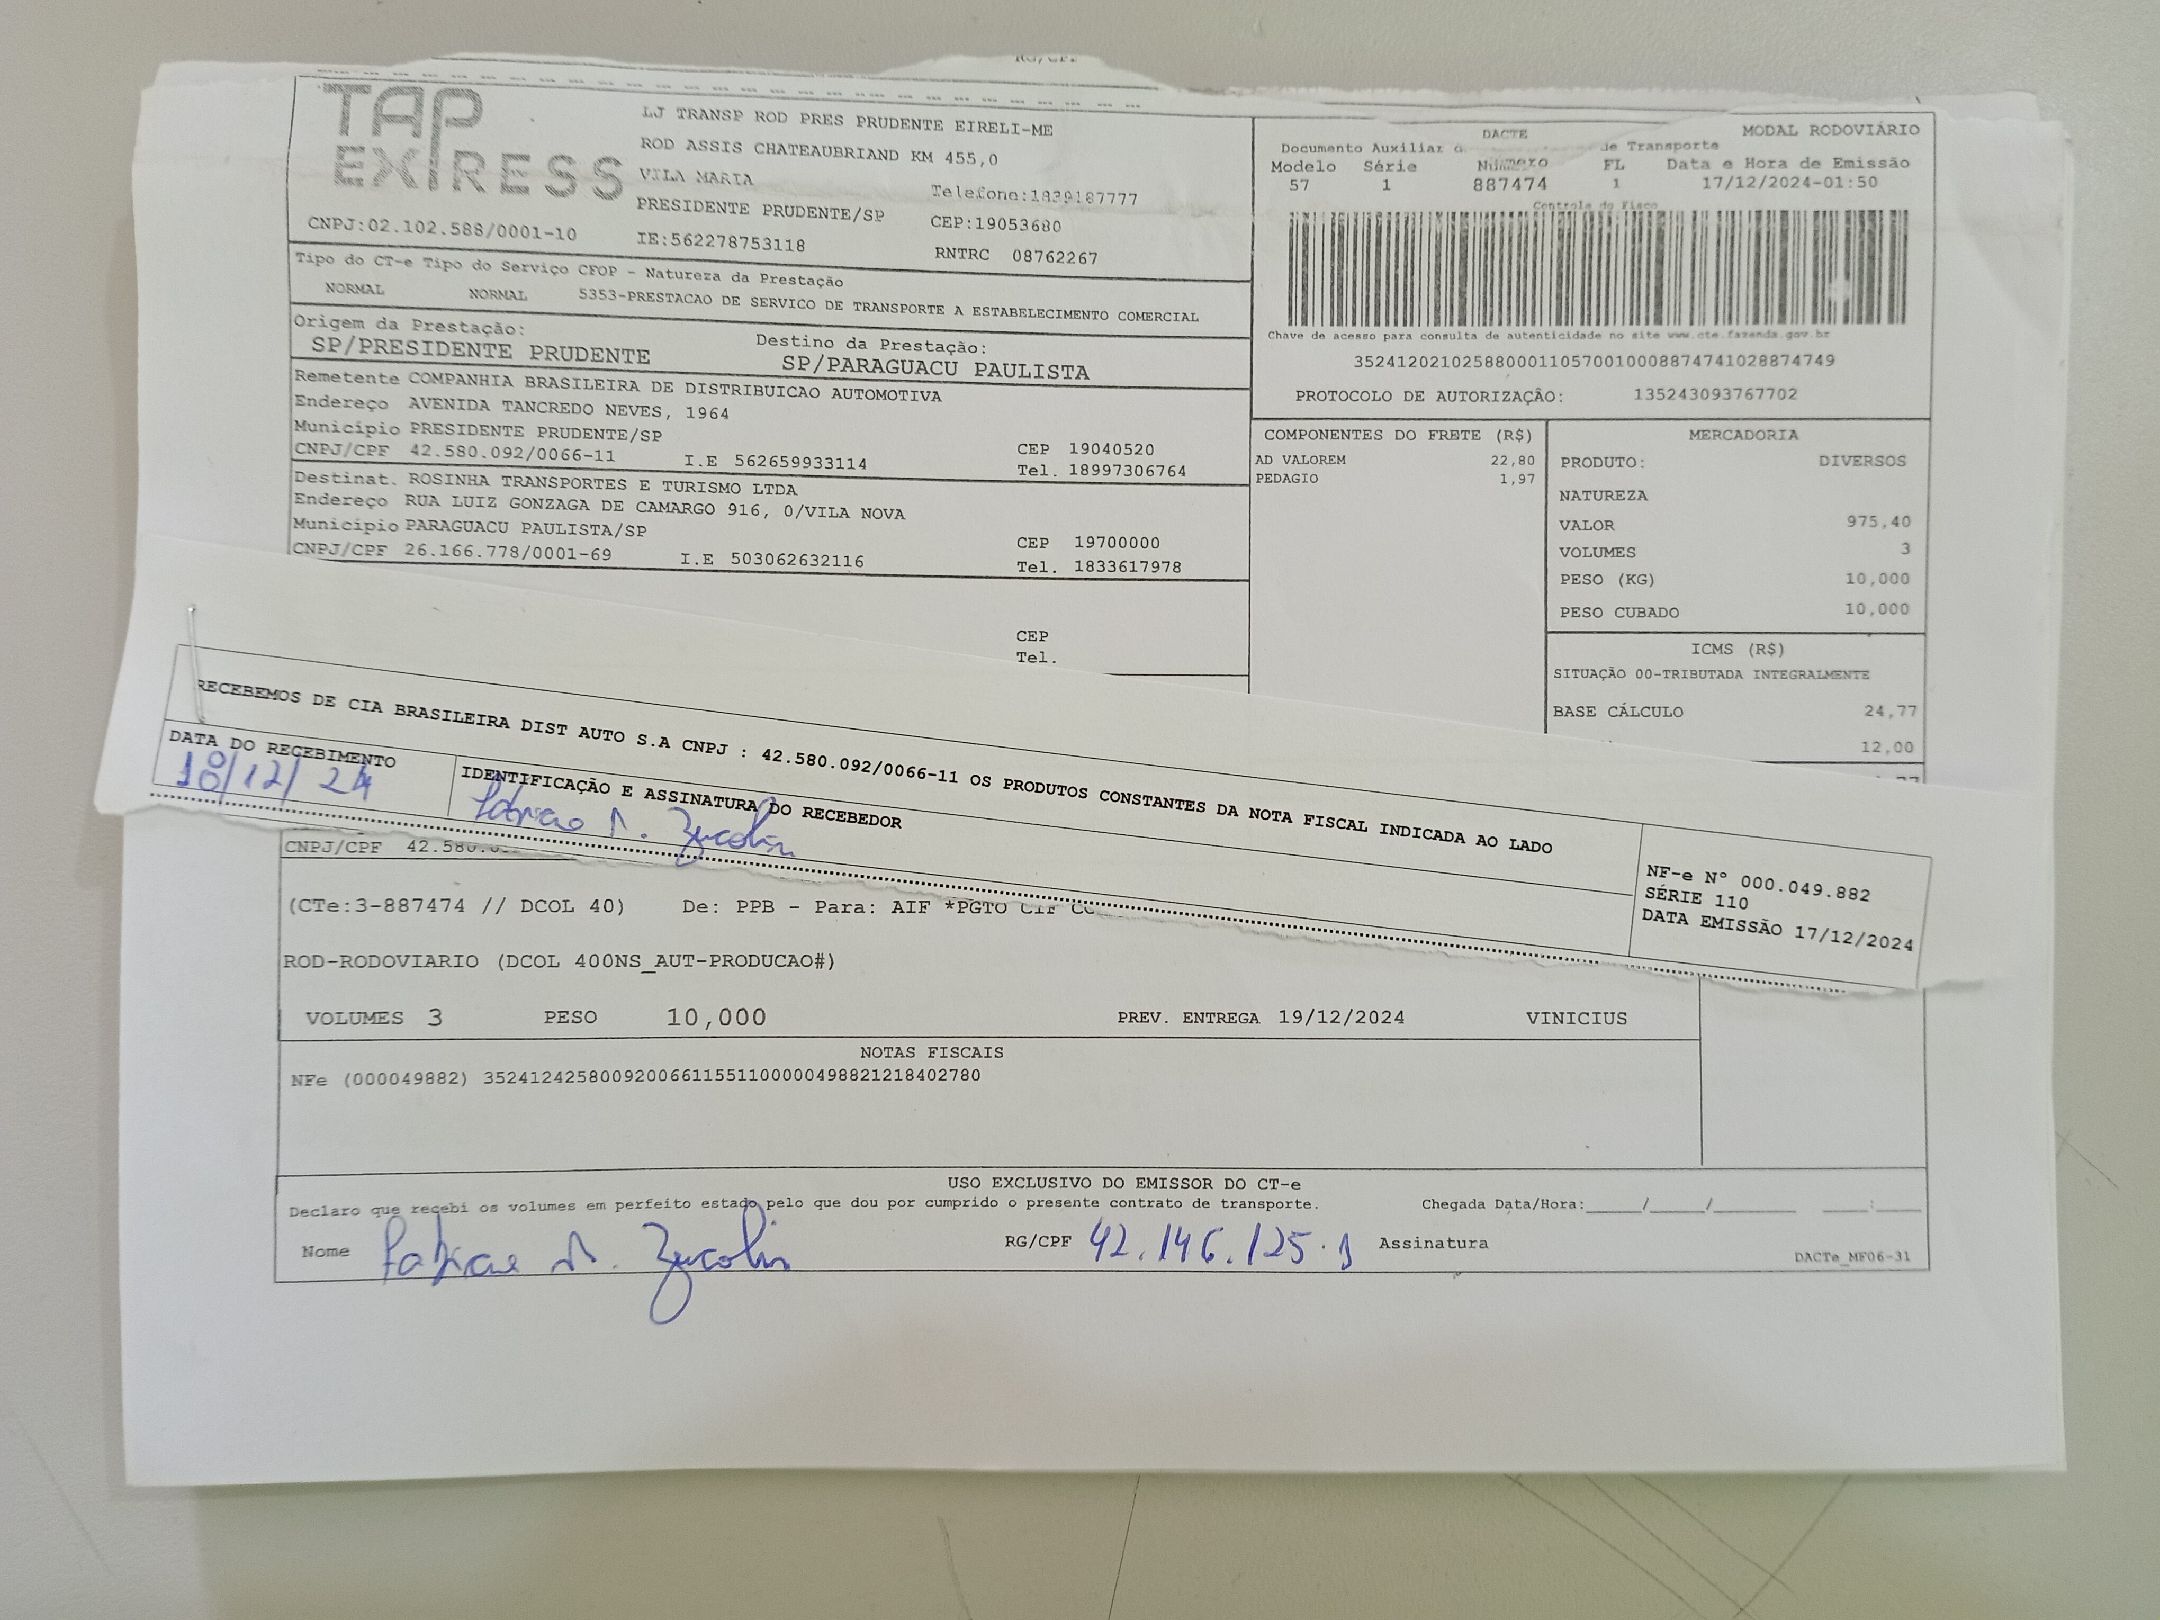 TAP
EXPRESS
CNPJ:02.102.588/0001-10
LJ TRANSP ROD PRES PRUDENTE EIRELI-ME
ROD ASSIS CHATEAUBRIAND KM 455,0
VILA MARIA
Telefone:1839187777
PRESIDENTE PRUDENTE/SP CEP:19053680
IE:562278753118 RNTRC 08762267
DACTE MODAL RODOVIÁRIO
Documento Auxiliar de Transporte
Modelo Série Número FL Data e Hora de Emissão
57 1 887474 1 17/12/2024-01:50
Controle do Fisco
Chave de acesso para consulta de autenticidade no site www.cte.fazenda.gov.br
35241202102588000110570010008874741028874749
PROTOCOLO DE AUTORIZAÇÃO: 135243093767702
Tipo do CT-e Tipo do Serviço CFOP - Natureza da Prestação
NORMAL NORMAL 5353-PRESTACAO DE SERVICO DE TRANSPORTE A ESTABELECIMENTO COMERCIAL
Origem da Prestação: Destino da Prestação:
SP/PRESIDENTE PRUDENTE SP/PARAGUACU PAULISTA
Remetente COMPANHIA BRASILEIRA DE DISTRIBUICAO AUTOMOTIVA
Endereço AVENIDA TANCREDO NEVES, 1964
Município PRESIDENTE PRUDENTE/SP CEP 19040520
CNPJ/CPF 42.580.092/0066-11 I.E 562659933114 Tel. 18997306764
Destinat. ROSINHA TRANSPORTES E TURISMO LTDA
Endereço RUA LUIZ GONZAGA DE CAMARGO 916, 0/VILA NOVA
Município PARAGUACU PAULISTA/SP CEP 19700000
CNPJ/CPF 26.166.778/0001-69 I.E 503062632116 Tel. 1833617978
CEP
Tel.
COMPONENTES DO FRETE (R$)
AD VALOREM 22,80
PEDAGIO 1,97
MERCADORIA
PRODUTO: DIVERSOS
NATUREZA
VALOR 975,40
VOLUMES 3
PESO (KG) 10,000
PESO CUBADO 10,000
ICMS (R$)
SITUAÇÃO 00-TRIBUTADA INTEGRALMENTE
BASE CÁLCULO 24,77
12,00
RECEBEMOS DE CIA BRASILEIRA DIST AUTO S.A CNPJ : 42.580.092/0066-11 OS PRODUTOS CONSTANTES DA NOTA FISCAL INDICADA AO LADO
DATA DO RECEBIMENTO IDENTIFICAÇÃO E ASSINATURA DO RECEBEDOR
18/12/24
NF-e N° 000.049.882
SÉRIE 110
DATA EMISSÃO 17/12/2024
CNPJ/CPF 42.580.
(CTe:3-887474 // DCOL 40) De: PPB - Para: AIF *PGTO CIF
ROD-RODOVIARIO (DCOL 400NS_AUT-PRODUCAO#)
VOLUMES 3 PESO 10,000 PREV. ENTREGA 19/12/2024 VINICIUS
NOTAS FISCAIS
NFe (000049882) 35241242580092006611551100000498821218402780
USO EXCLUSIVO DO EMISSOR DO CT-e
Declaro que recebi os volumes em perfeito estado pelo que dou por cumprido o presente contrato de transporte. Chegada Data/Hora:_____/_____/________ ____:____
Nome RG/CPF 42.146.125.1 Assinatura
DACTe_MF06-31